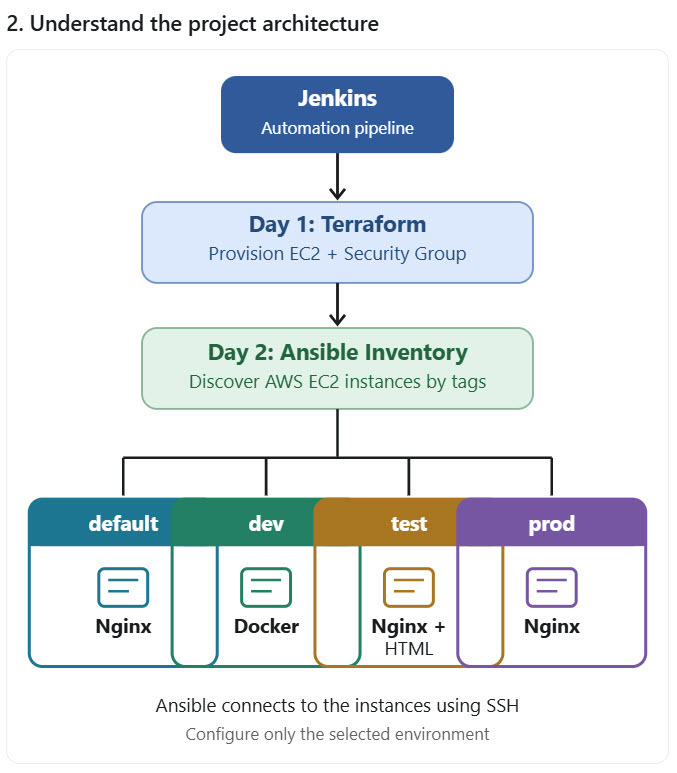 2. Understand the project architecture
Jenkins
Automation pipeline
Day 1: Terraform
Provision EC2 + Security Group
Day 2: Ansible Inventory
Discover AWS EC2 instances by tags
default
dev
test
prod
Nginx
Docker
Nginx +
HTML
Nginx
Ansible connects to the instances using SSH
Configure only the selected environment